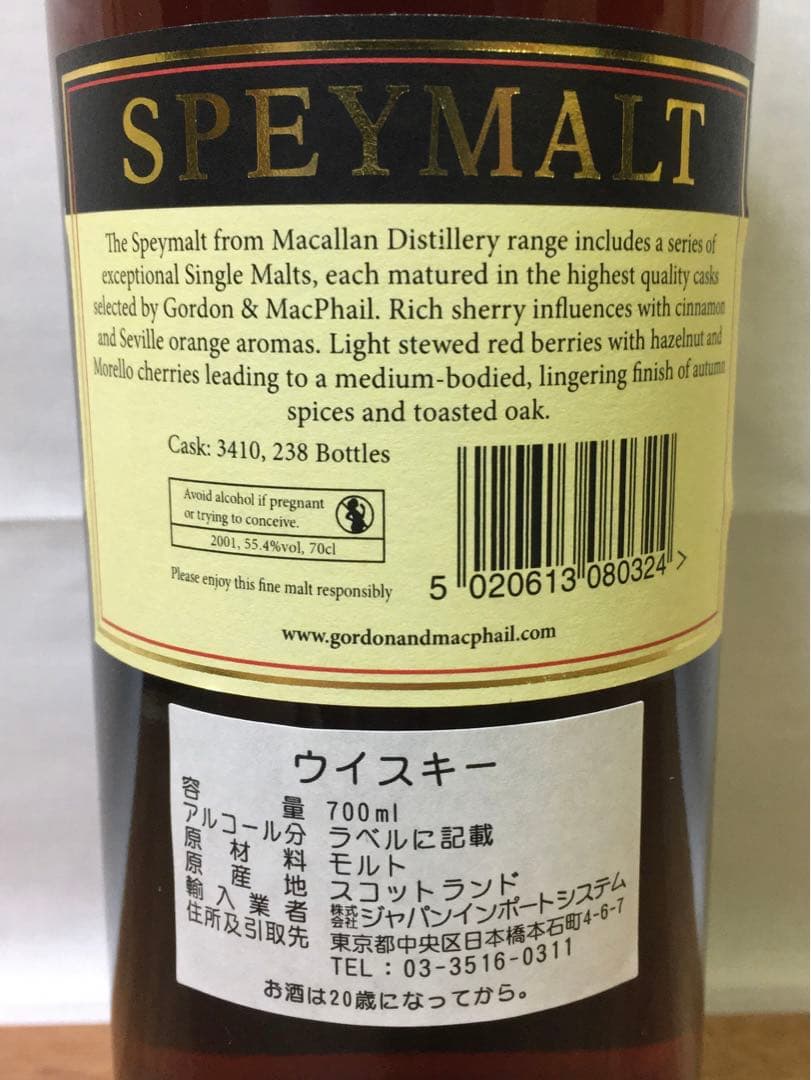 SPEYMALT
The Speymalt from Macallan Distillery range includes a series of
exceptional Single Malts, each matured in the highest quality casks
selected by Gordon & MacPhail. Rich sherry influences with cinnamon
and Seville orange aromas. Light stewed red berries with hazelnut and
Morello cherries leading to a medium-bodied, lingering finish of autumn
spices and toasted oak.
Cask: 3410, 238 Bottles
Avoid alcohol if pregnant
or trying to conceive.
2001, 55.4%vol, 70cl
Please enjoy this fine malt responsibly
5 020613 080324 >
www.gordonandmacphail.com
ウイスキー
容量 700ml
アルコール分 ラベルに記載
原材料 モルト
原産地 スコットランド
輸入業者 株式会社ジャパンインポートシステム
住所及引取先 東京都中央区日本橋本石町4-6-7
TEL : 03-3516-0311
お酒は20歳になってから。